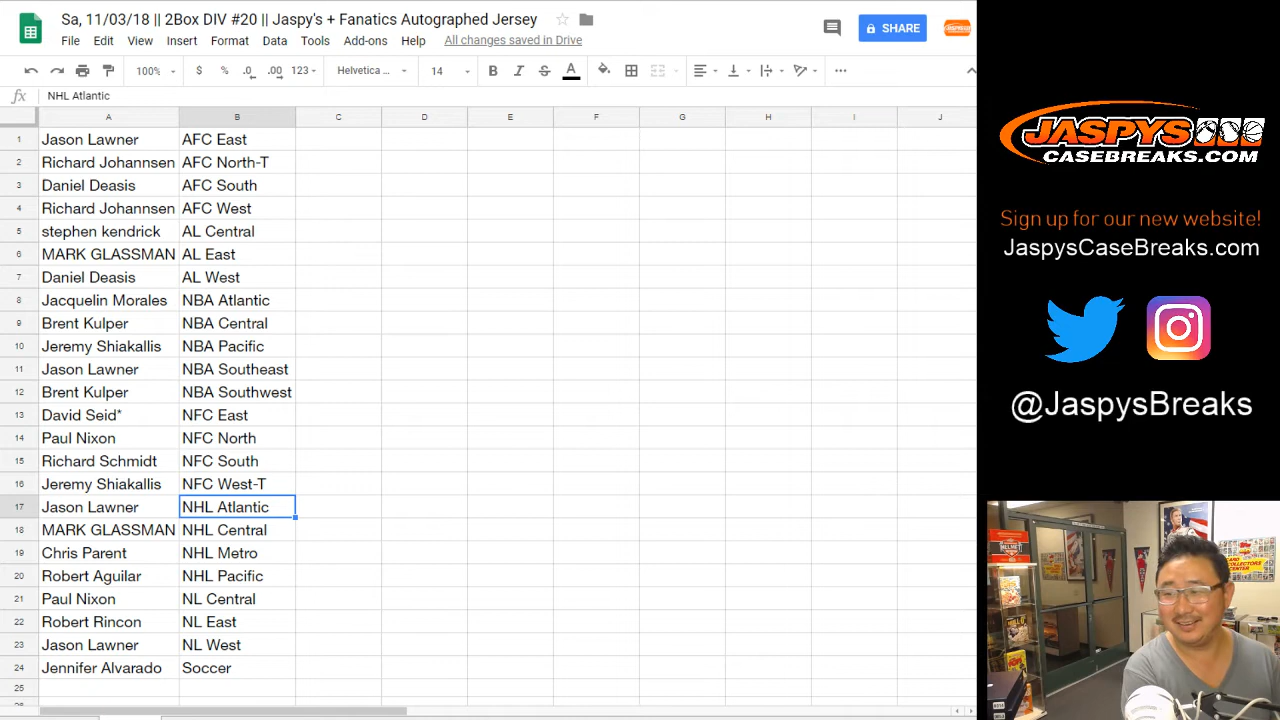 Sa, 11/03/18 || 2Box DIV #20 || Jaspy's + Fanatics Autographed Jersey
File Edit View Insert Format Data Tools Add-ons Help All changes saved in Drive
SHARE
100% $ % .0 .00 123 Helvetica ... 14 B I S A
fx NHL Atlantic
A B C D E F G H I J
1 Jason Lawner AFC East
2 Richard Johannsen AFC North-T
3 Daniel Deasis AFC South
4 Richard Johannsen AFC West
5 stephen kendrick AL Central
6 MARK GLASSMAN AL East
7 Daniel Deasis AL West
8 Jacquelin Morales NBA Atlantic
9 Brent Kulper NBA Central
10 Jeremy Shiakallis NBA Pacific
11 Jason Lawner NBA Southeast
12 Brent Kulper NBA Southwest
13 David Seid* NFC East
14 Paul Nixon NFC North
15 Richard Schmidt NFC South
16 Jeremy Shiakallis NFC West-T
17 Jason Lawner NHL Atlantic
18 MARK GLASSMAN NHL Central
19 Chris Parent NHL Metro
20 Robert Aguilar NHL Pacific
21 Paul Nixon NL Central
22 Robert Rincon NL East
23 Jason Lawner NL West
24 Jennifer Alvarado Soccer
25
JASPYS
CASEBREAKS.COM
Sign up for our new website!
JaspysCaseBreaks.com
@JaspysBreaks
HELMET
CARD
COLLECTORS
CENTER